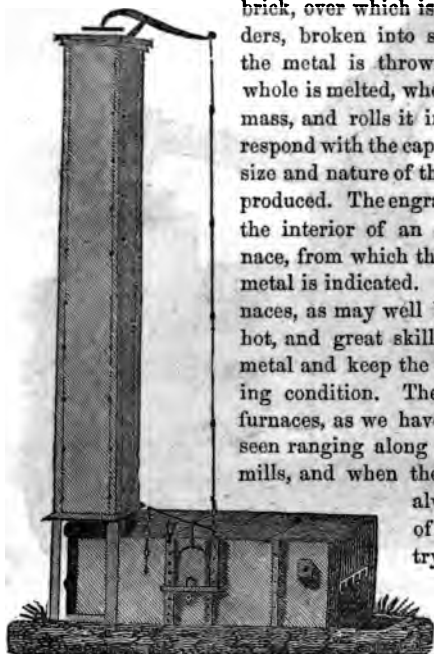 brick, over which is
ders, broken into s
the metal is throw
whole is melted, whe
mass, and rolls it i
respond with the cap
size and nature of th
produced. The engra
the interior of an
nace, from which th
metal is indicated.
naces, as may well
hot, and great skill
metal and keep the
ing condition. The
furnaces, as we hav
seen ranging along
mills, and when the
alv
of
try